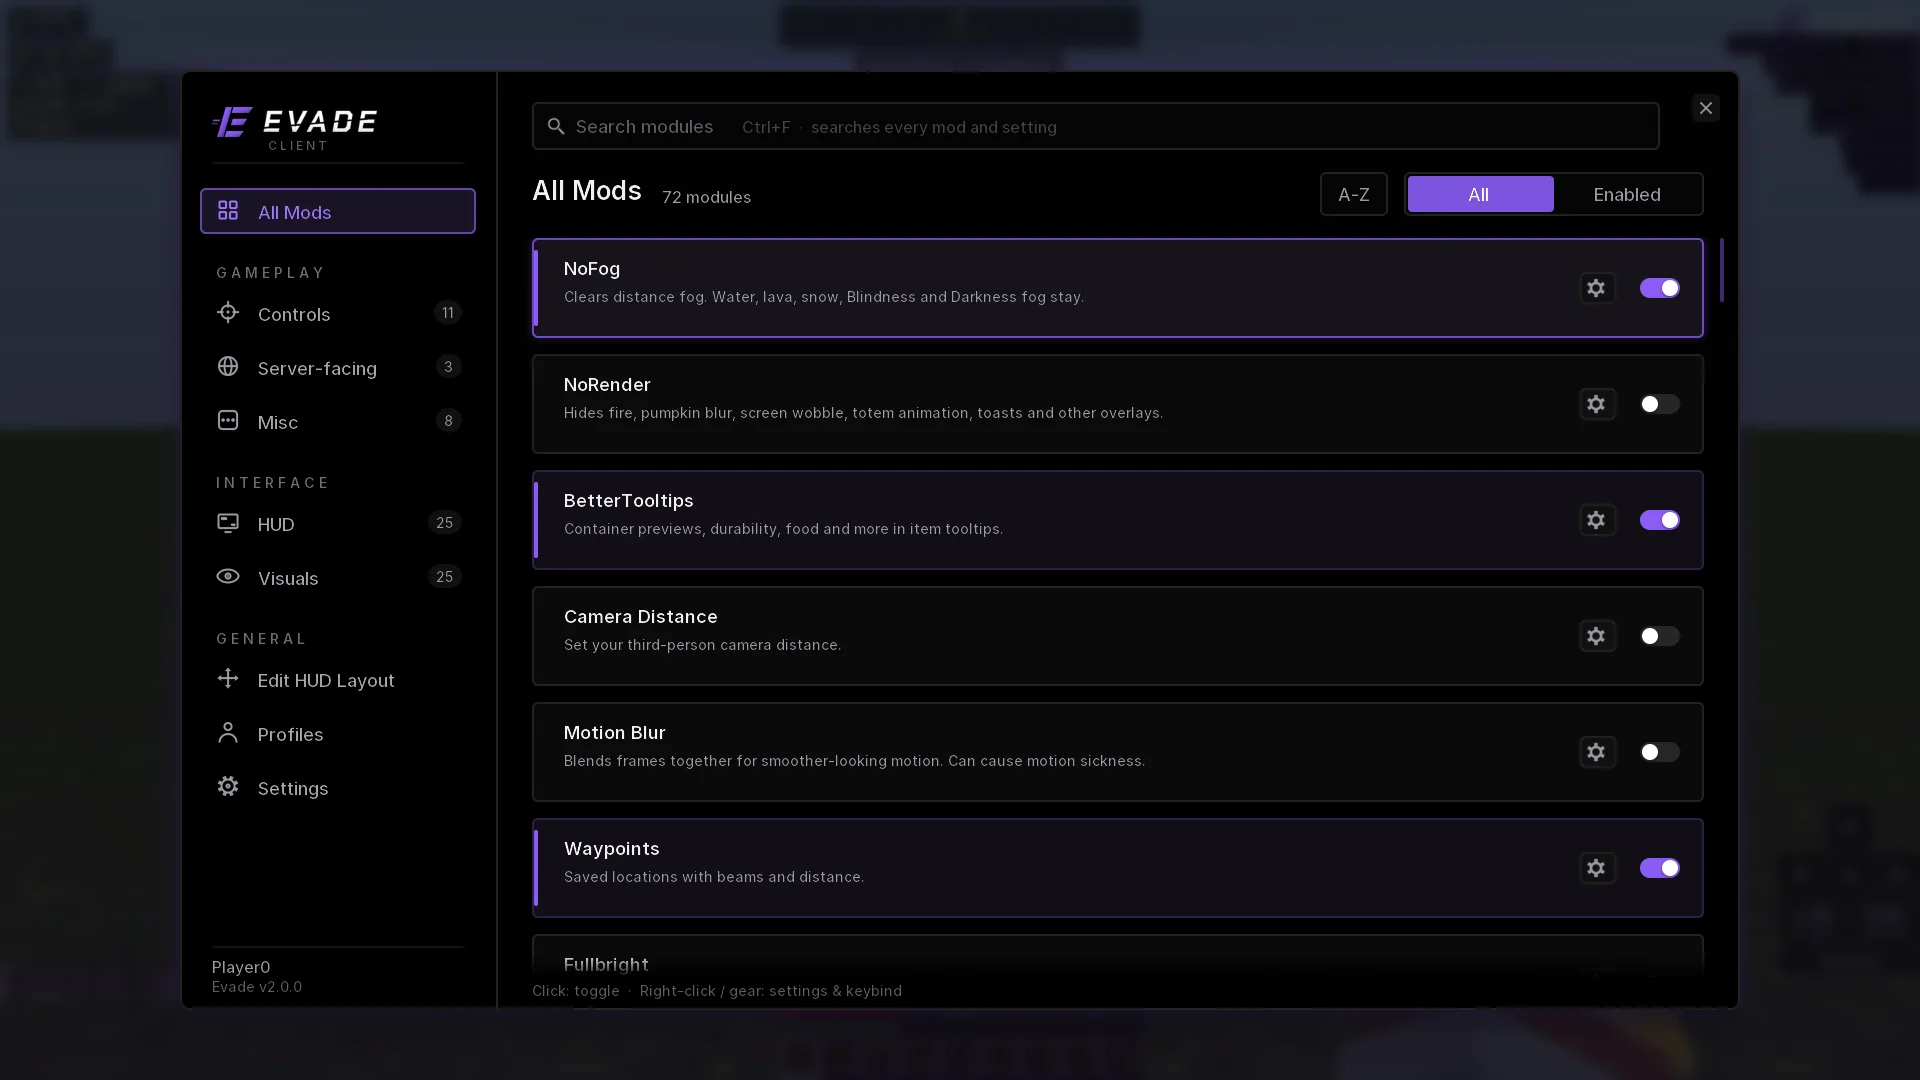 EVADE
CLIENT
Search modules Ctrl+F · searches every mod and setting
All Mods
72 modules
A-Z
All
Enabled
All Mods
GAMEPLAY
Controls 11
Server-facing 3
Misc 8
INTERFACE
HUD 25
Visuals 25
GENERAL
Edit HUD Layout
Profiles
Settings
Player0
Evade v2.0.0
NoFog
Clears distance fog. Water, lava, snow, Blindness and Darkness fog stay.
NoRender
Hides fire, pumpkin blur, screen wobble, totem animation, toasts and other overlays.
BetterTooltips
Container previews, durability, food and more in item tooltips.
Camera Distance
Set your third-person camera distance.
Motion Blur
Blends frames together for smoother-looking motion. Can cause motion sickness.
Waypoints
Saved locations with beams and distance.
Fullbright
Click: toggle · Right-click / gear: settings & keybind